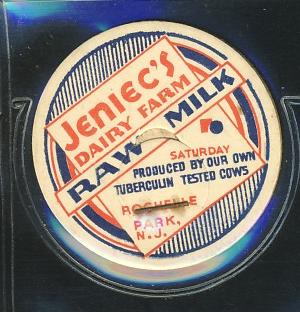 JENIEC'S
DAIRY FARM
RAW MILK
SATURDAY
PRODUCED BY OUR OWN
TUBERCULIN TESTED COWS
ROCHELLE
PARK,
N.J.